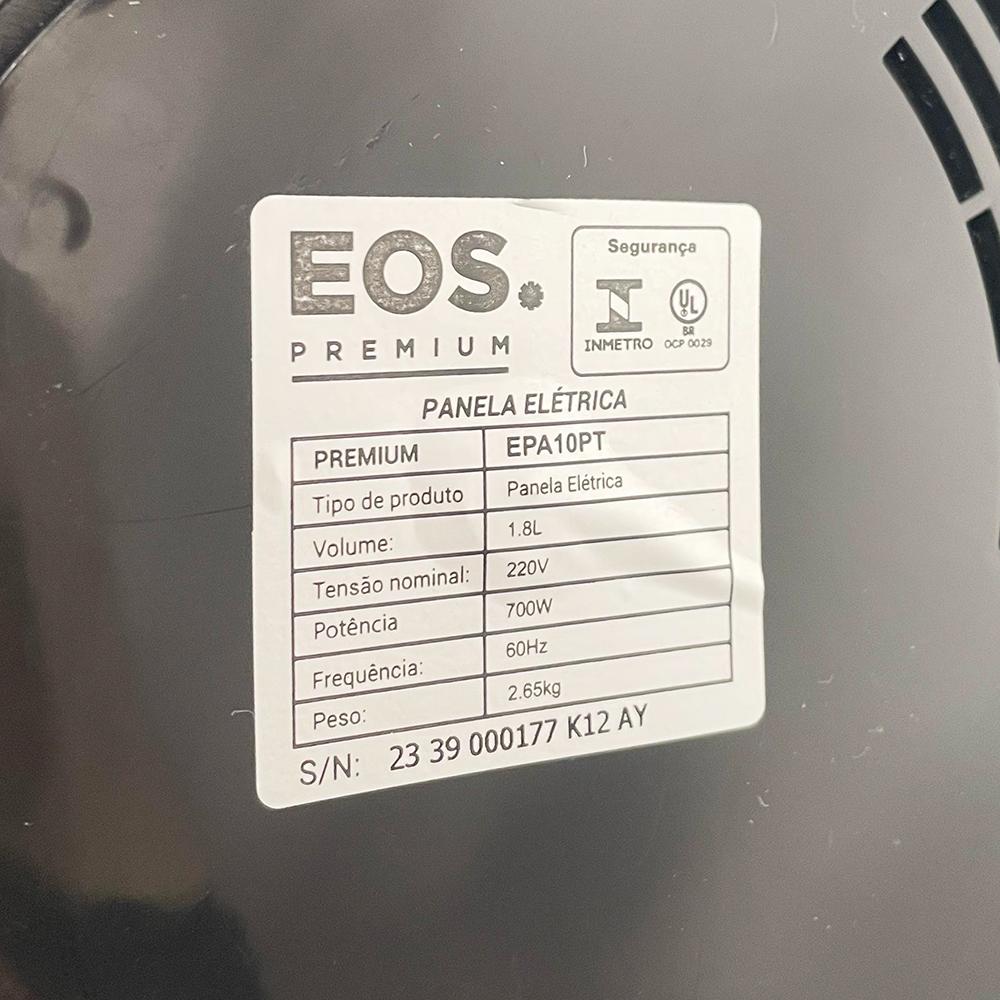 EOS.
PREMIUM
Segurança
INMETRO
UL
BR
OCP 0029
PANELA ELÉTRICA
PREMIUM EPA10PT
Tipo de produto Panela Elétrica
Volume: 1.8L
Tensão nominal: 220V
Potência 700W
Frequência: 60Hz
Peso: 2.65kg
S/N: 23 39 000177 K12 AY